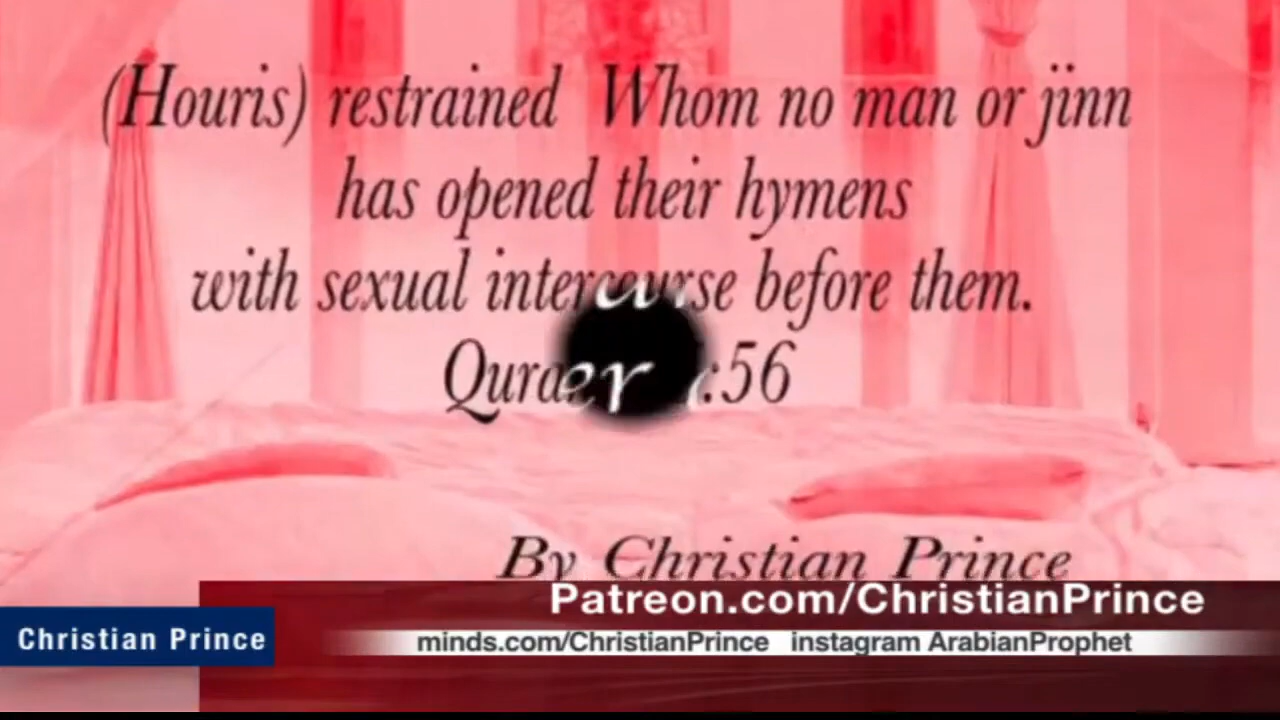 (Houris) restrained Whom no man or jinn
has opened their hymens
with sexual intercourse before them.
:56
By Christian Prince
Patreon.com/ChristianPrince
Christian Prince
minds.com/ChristianPrince instagram ArabianProphet